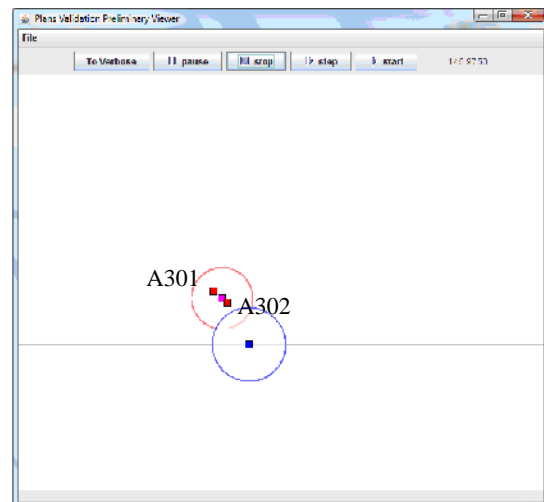 Plans Validation Preliminary Viewer
File
To Verbose pause stop step start
A301
A302